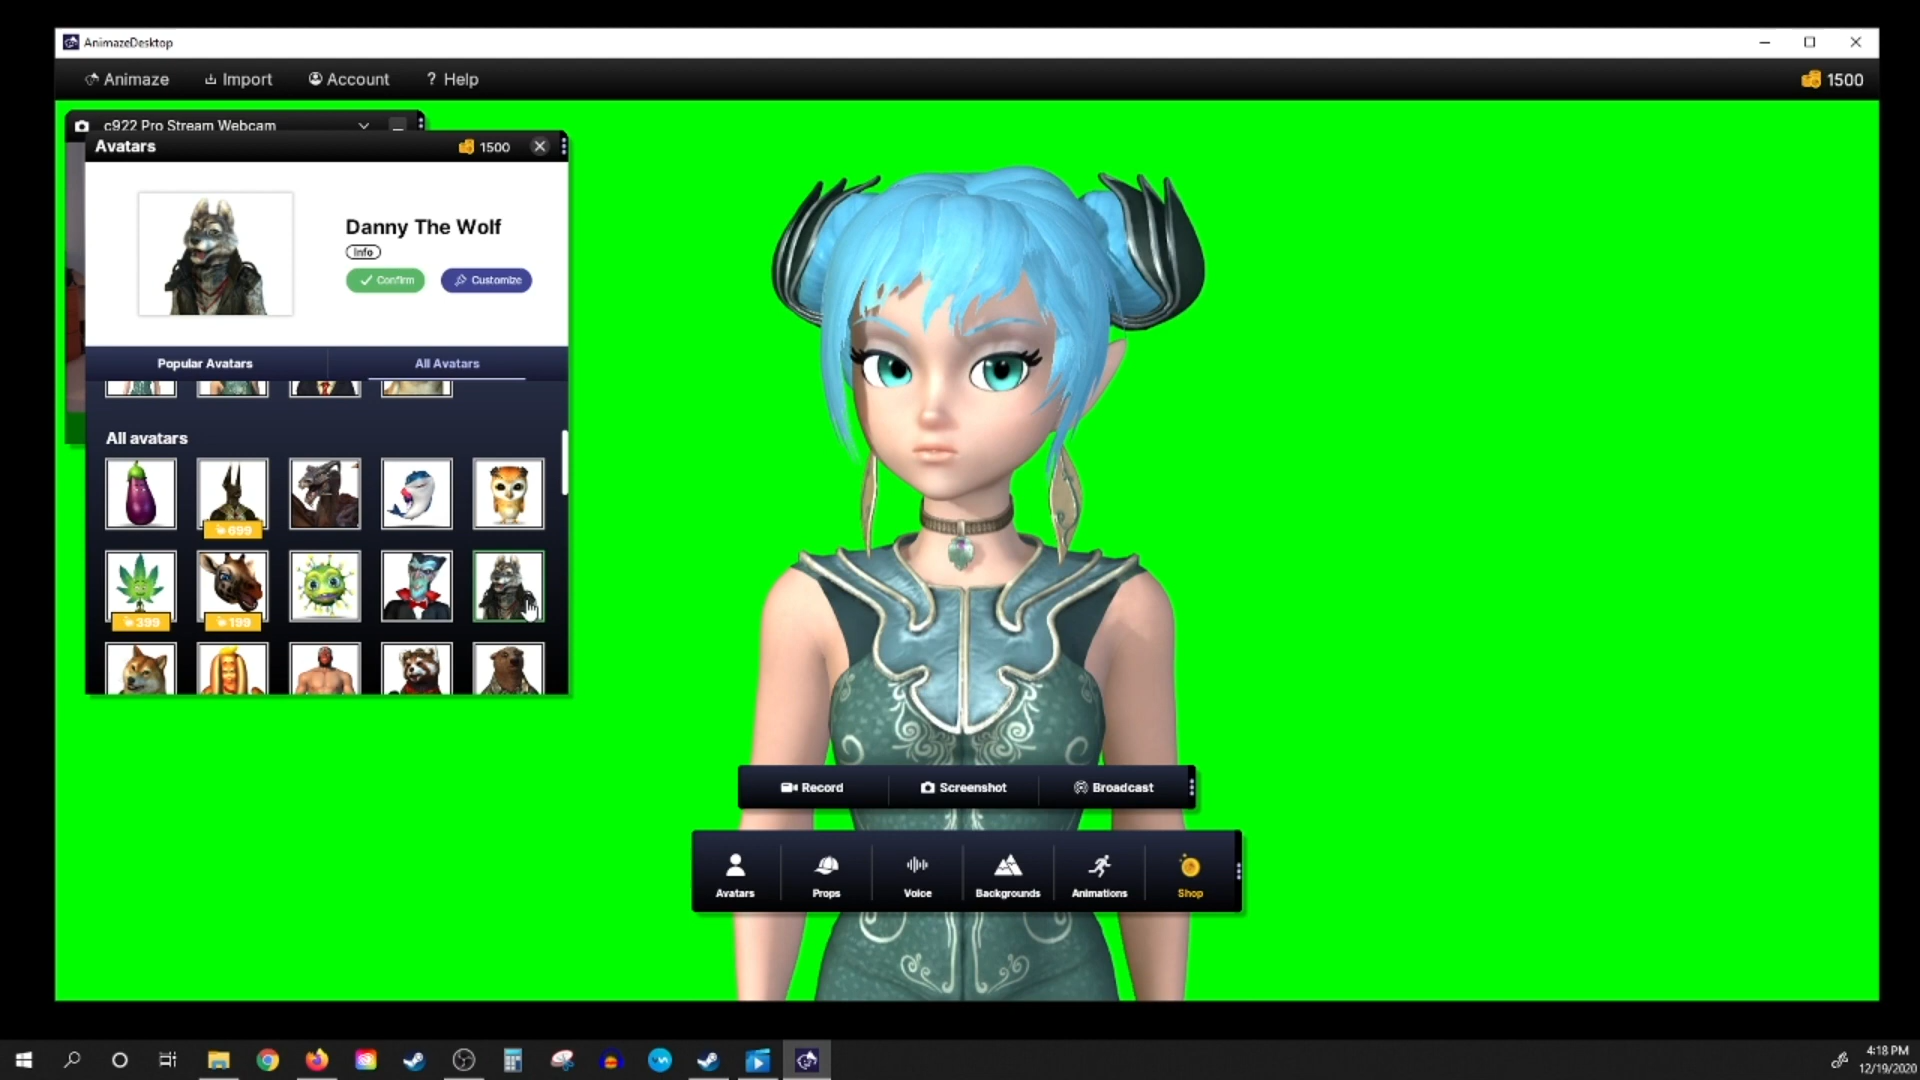 AnimazeDesktop
Animaze Import Account ? Help 1500
c922 Pro Stream Webcam
Avatars 1500
Danny The Wolf
Info
Confirm Customize
Popular Avatars All Avatars
All avatars
699
399 199
Record Screenshot Broadcast
Avatars Props Voice Backgrounds Animations Shop
4:18 PM
12/19/2020